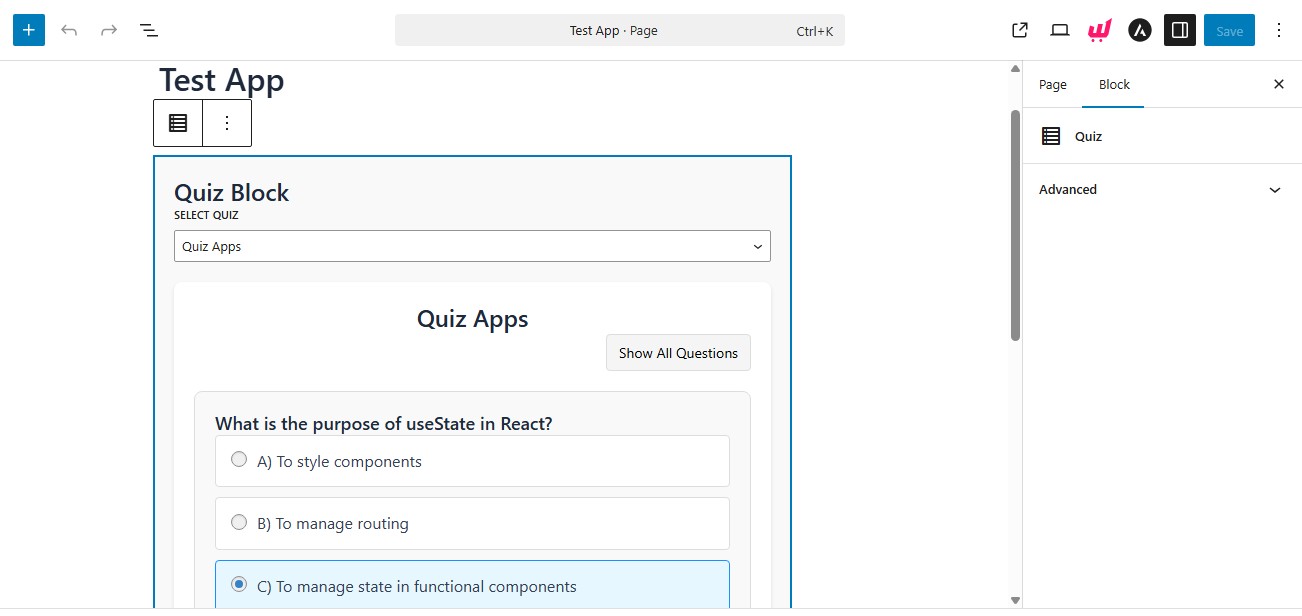 Test App · Page
Ctrl+K
Save
Test App
Page
Block
Quiz
Advanced
Quiz Block
SELECT QUIZ
Quiz Apps
Quiz Apps
Show All Questions
What is the purpose of useState in React?
A) To style components
B) To manage routing
C) To manage state in functional components